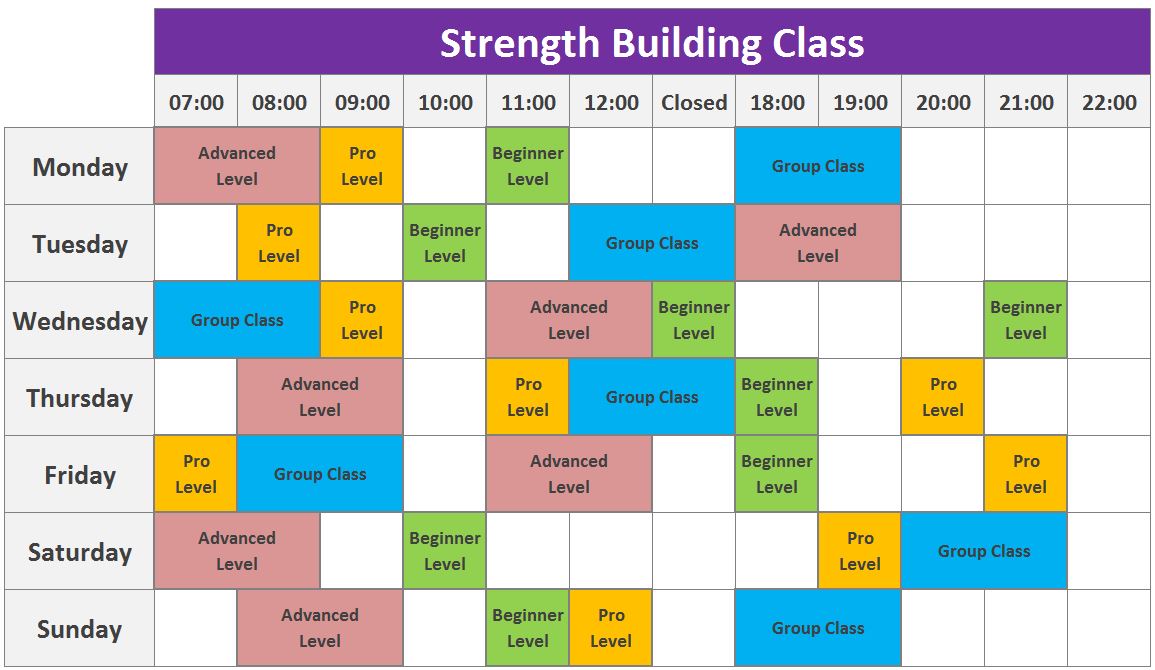 Strength Building Class
07:00 08:00 09:00 10:00 11:00 12:00 Closed 18:00 19:00 20:00 21:00 22:00
Monday
Advanced
Level
Pro
Level
Beginner
Level
Group Class
Tuesday
Pro
Level
Beginner
Level
Group Class
Advanced
Level
Wednesday
Group Class
Pro
Level
Advanced
Level
Beginner
Level
Beginner
Level
Thursday
Advanced
Level
Pro
Level
Group Class
Beginner
Level
Pro
Level
Friday
Pro
Level
Group Class
Advanced
Level
Beginner
Level
Pro
Level
Saturday
Advanced
Level
Beginner
Level
Pro
Level
Group Class
Sunday
Advanced
Level
Beginner
Level
Pro
Level
Group Class